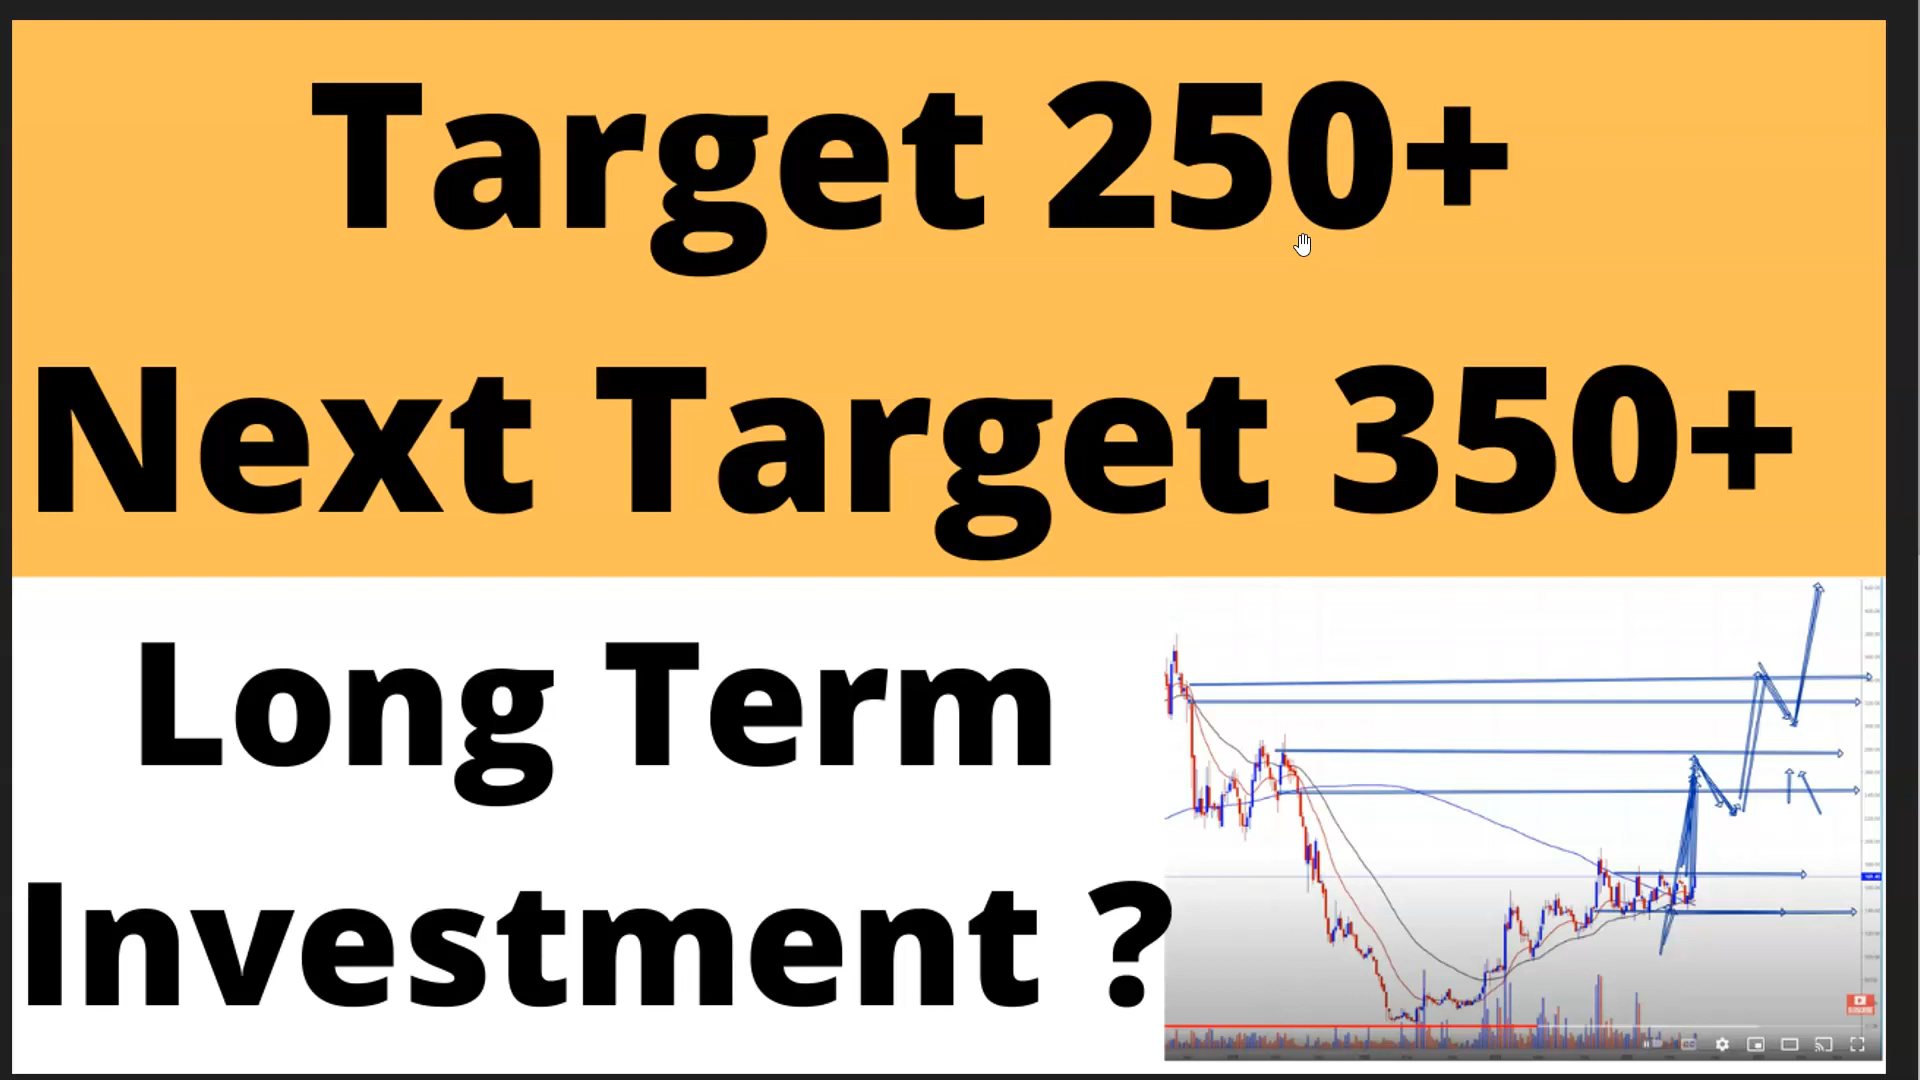 Target 250+
Next Target 350+
Long Term
Investment ?